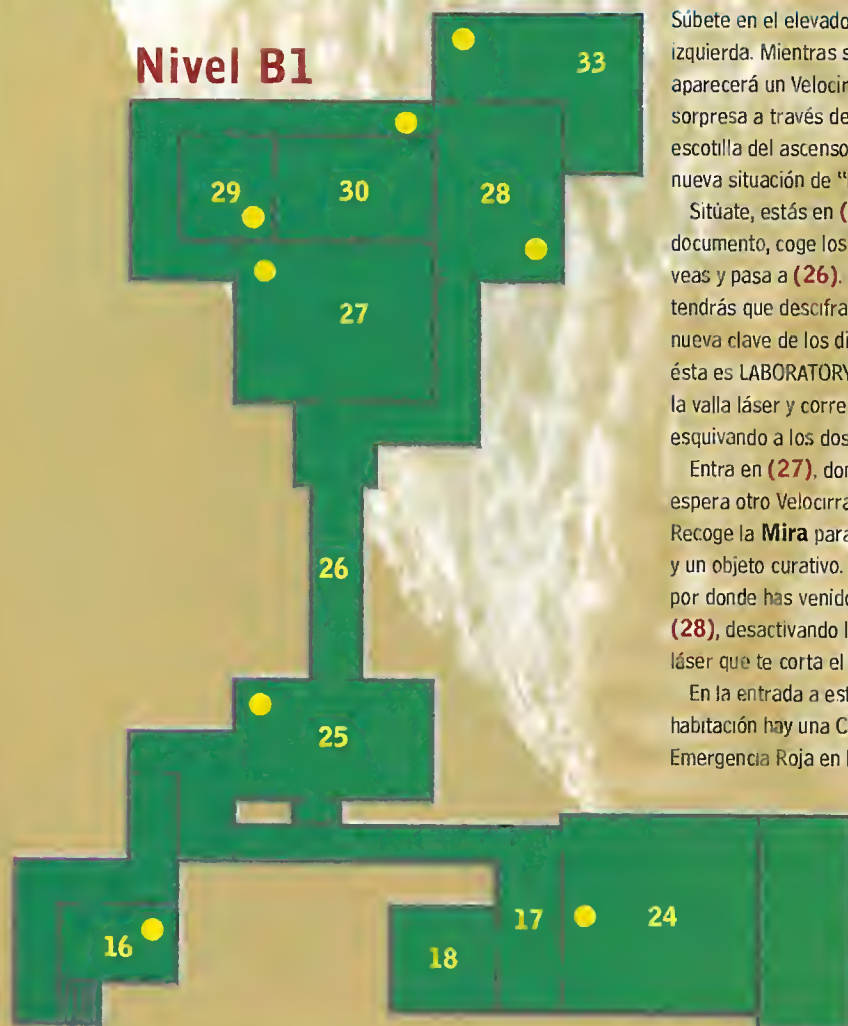 Nivel B1
33
29
30
28
27
26
25
16
18
17
24
Súbete en el elevado
izquierda. Mientras s
aparecerá un Velocir
sorpresa a través de
escotilla del ascenso
nueva situación de "
Sitúate, estás en (
documento, coge los
veas y pasa a (26).
tendrás que descifra
nueva clave de los di
ésta es LABORATORY
la valla láser y corre
esquivando a los dos
Entra en (27), don
espera otro Velocirra
Recoge la Mira para
y un objeto curativo.
por donde has venido
(28), desactivando l
láser que te corta el
En la entrada a est
habitación hay una C
Emergencia Roja en l